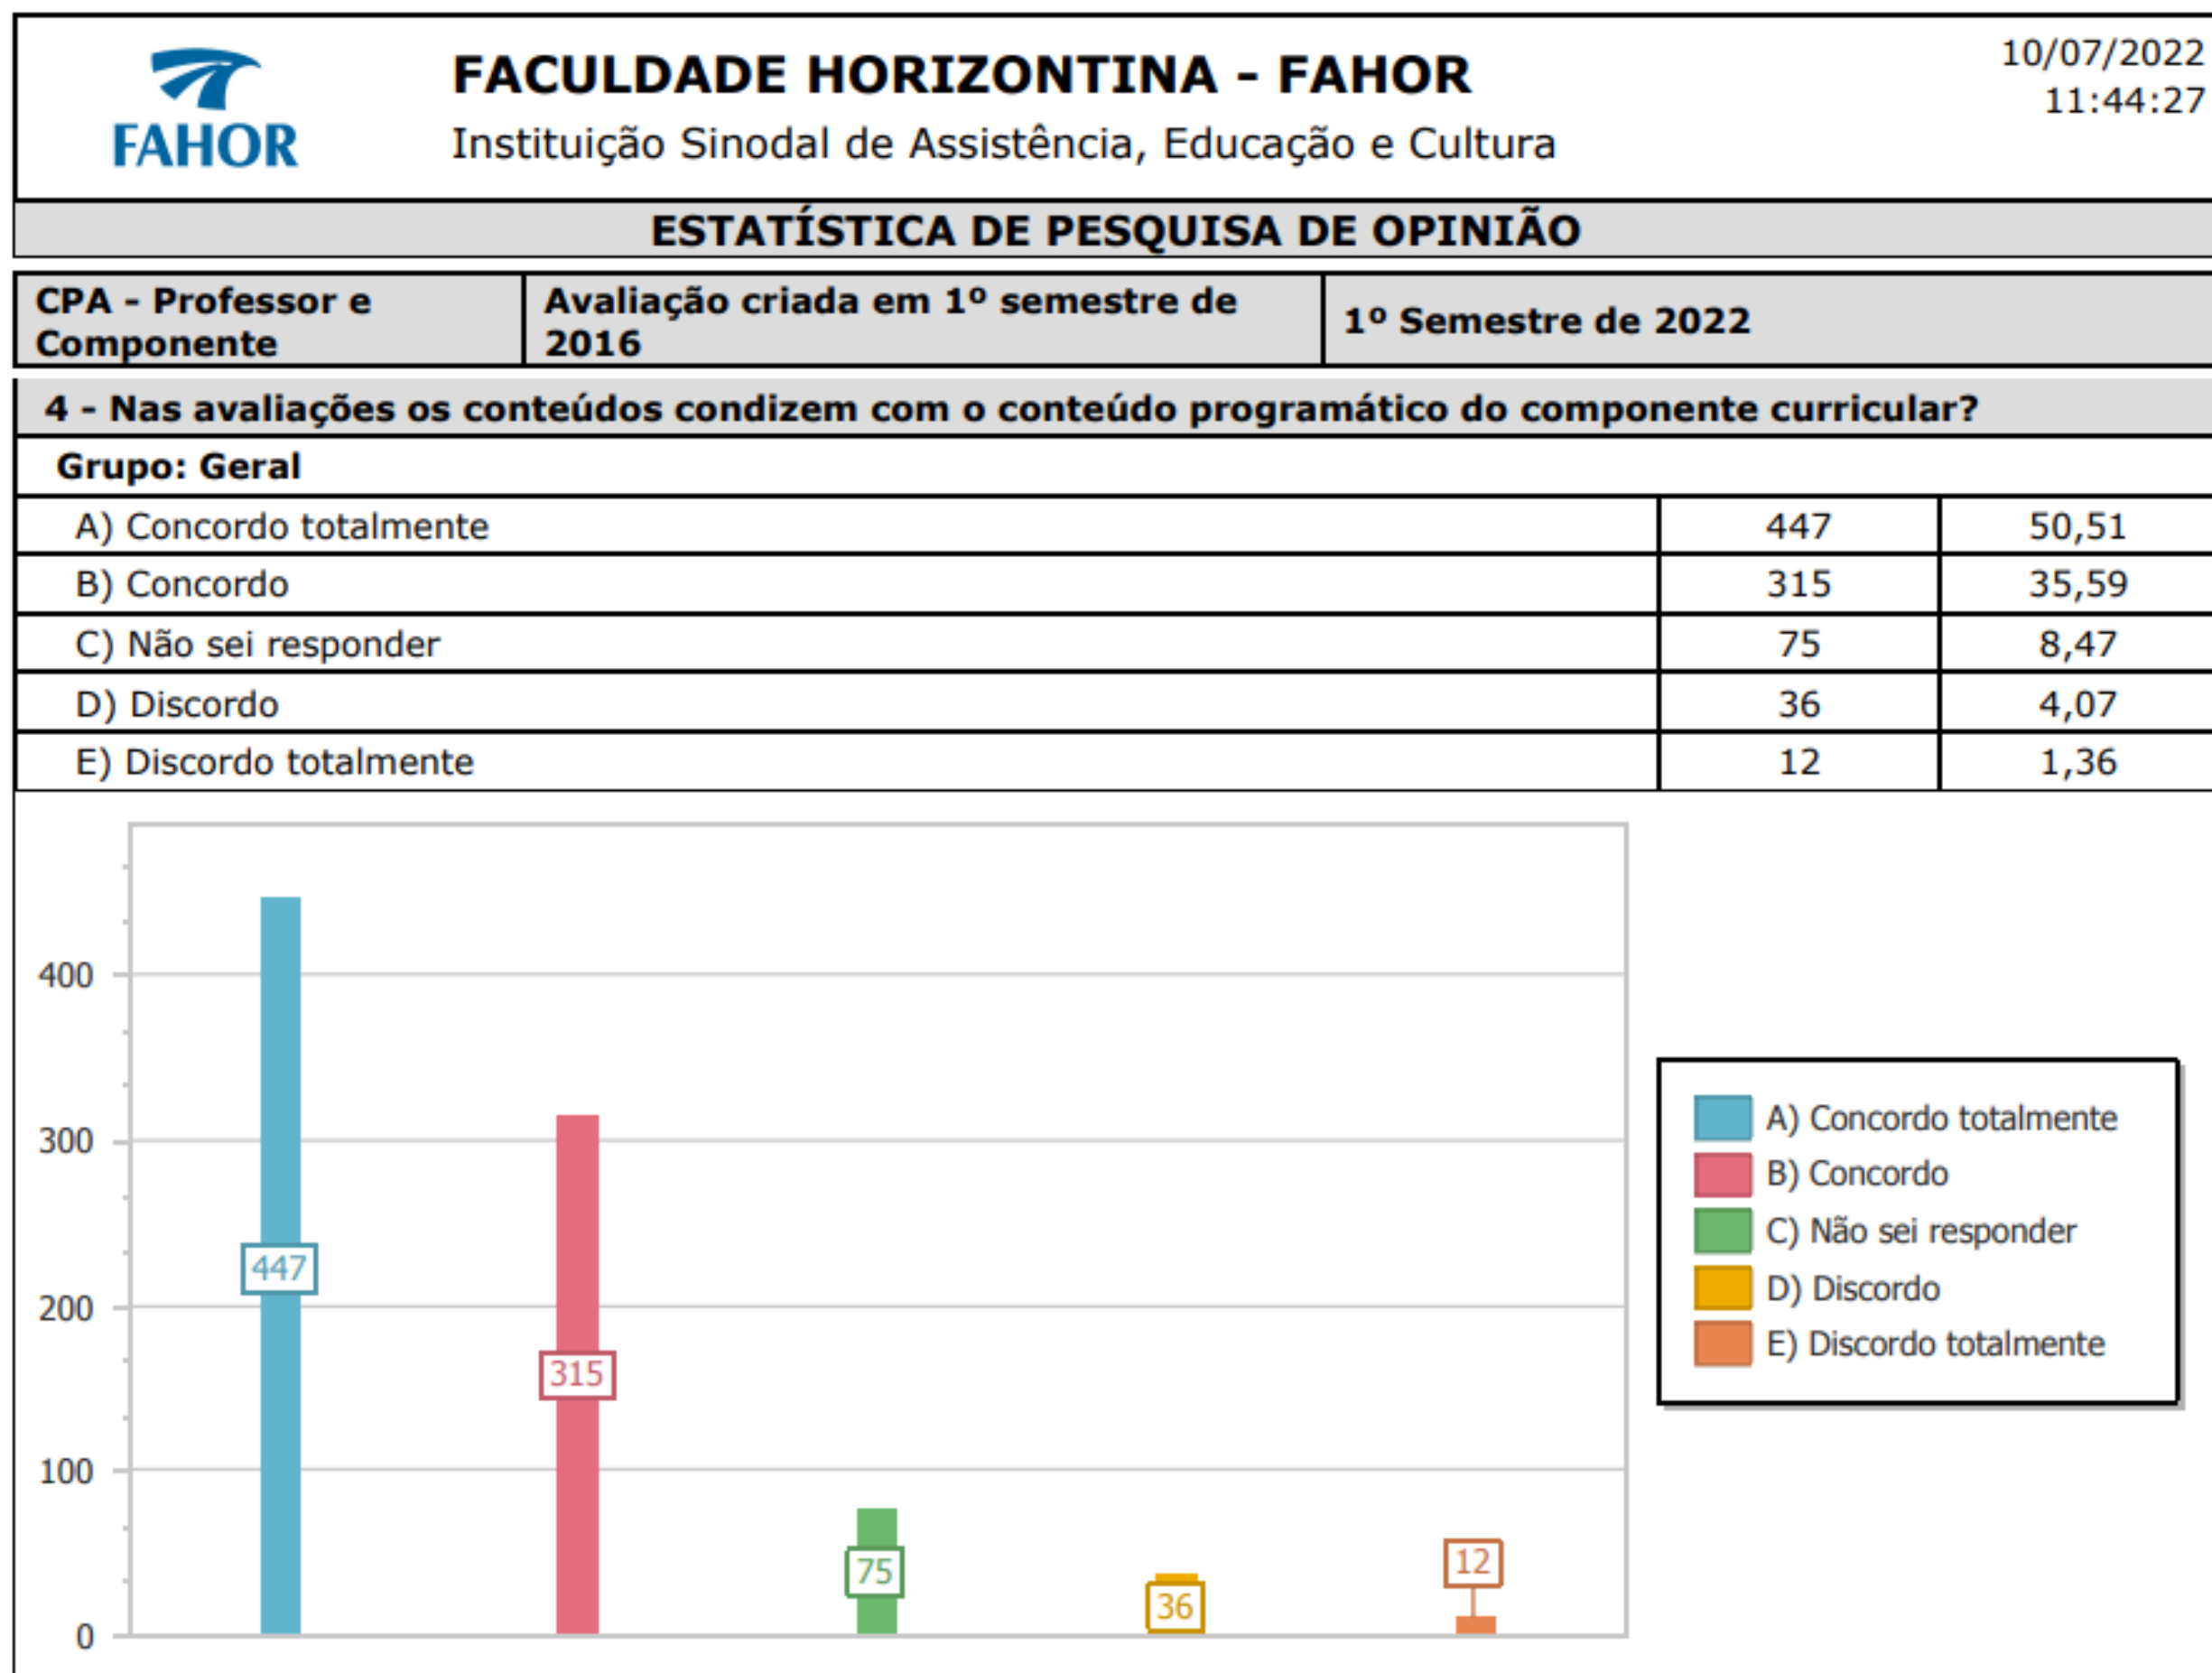 FAHOR
FACULDADE HORIZONTINA - FAHOR
Instituição Sinodal de Assistência, Educação e Cultura
10/07/2022
11:44:27
ESTATÍSTICA DE PESQUISA DE OPINIÃO
CPA - Professor e
Componente
Avaliação criada em 1º semestre de
2016
1º Semestre de 2022
4 - Nas avaliações os conteúdos condizem com o conteúdo programático do componente curricular?
Grupo: Geral
A) Concordo totalmente 447 50,51
B) Concordo 315 35,59
C) Não sei responder 75 8,47
D) Discordo 36 4,07
E) Discordo totalmente 12 1,36
400
300
200
100
0
447
315
75
36
12
A) Concordo totalmente
B) Concordo
C) Não sei responder
D) Discordo
E) Discordo totalmente